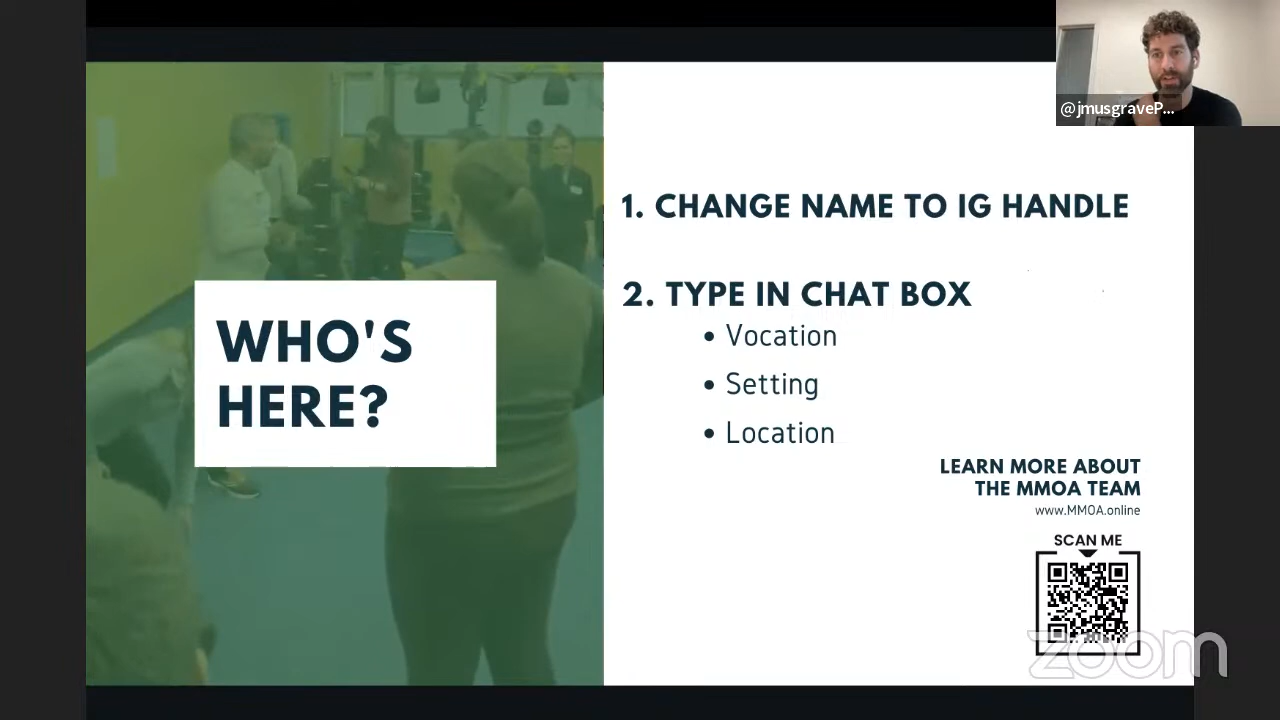 @jmusgraveP...
1. CHANGE NAME TO IG HANDLE
2. TYPE IN CHAT BOX
• Vocation
• Setting
• Location
WHO'S
HERE?
LEARN MORE ABOUT
THE MMOA TEAM
www.MMOA.online
SCAN ME
zoom